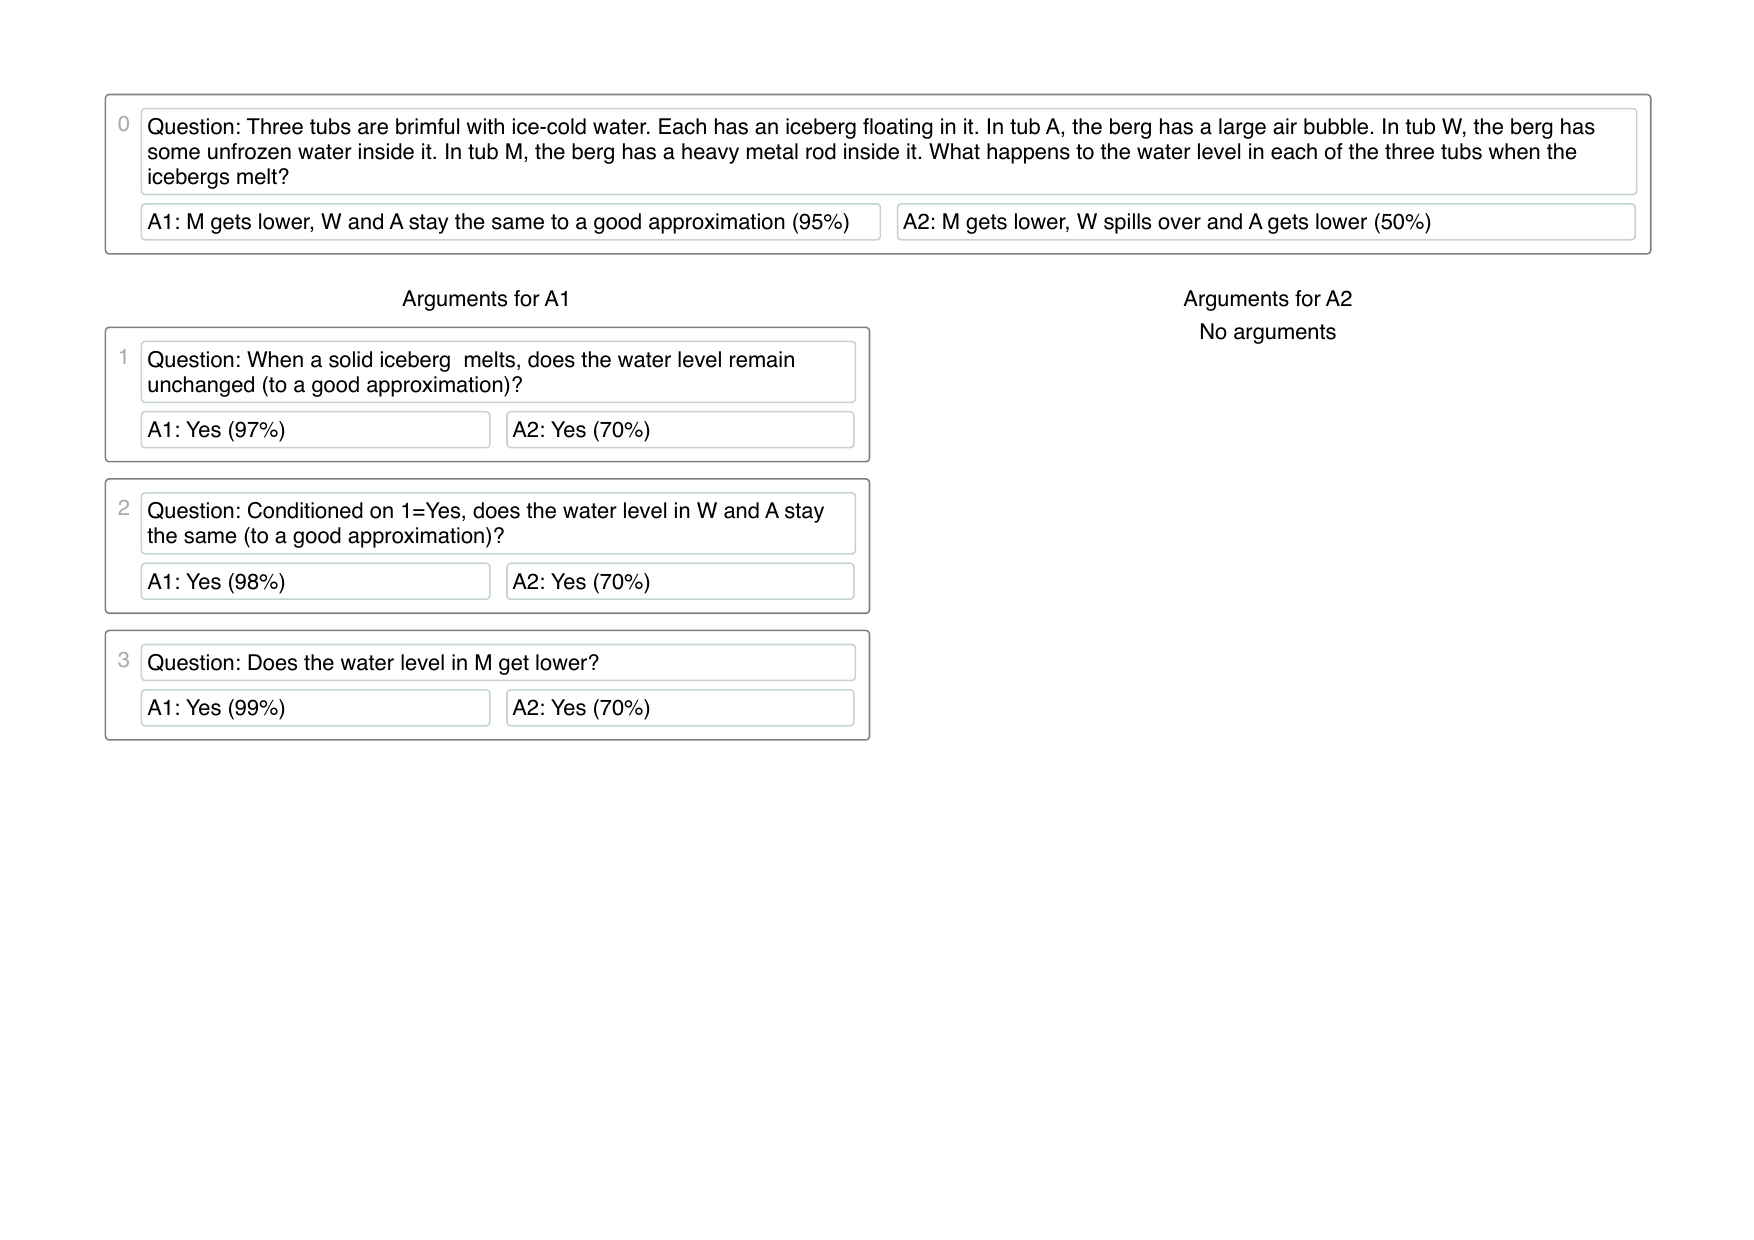 0
Question: Three tubs are brimful with ice-cold water. Each has an iceberg floating in it. In tub A, the berg has a large air bubble. In tub W, the berg has
some unfrozen water inside it. In tub M, the berg has a heavy metal rod inside it. What happens to the water level in each of the three tubs when the
icebergs melt?
A1: M gets lower, W and A stay the same to a good approximation (95%)
A2: M gets lower, W spills over and A gets lower (50%)
Arguments for A1
1
Question: When a solid iceberg  melts, does the water level remain
unchanged (to a good approximation)?
A1: Yes (97%)
A2: Yes (70%)
2
Question: Conditioned on 1=Yes, does the water level in W and A stay
the same (to a good approximation)?
A1: Yes (98%)
A2: Yes (70%)
3
Question: Does the water level in M get lower?
A1: Yes (99%)
A2: Yes (70%)
Arguments for A2
No arguments